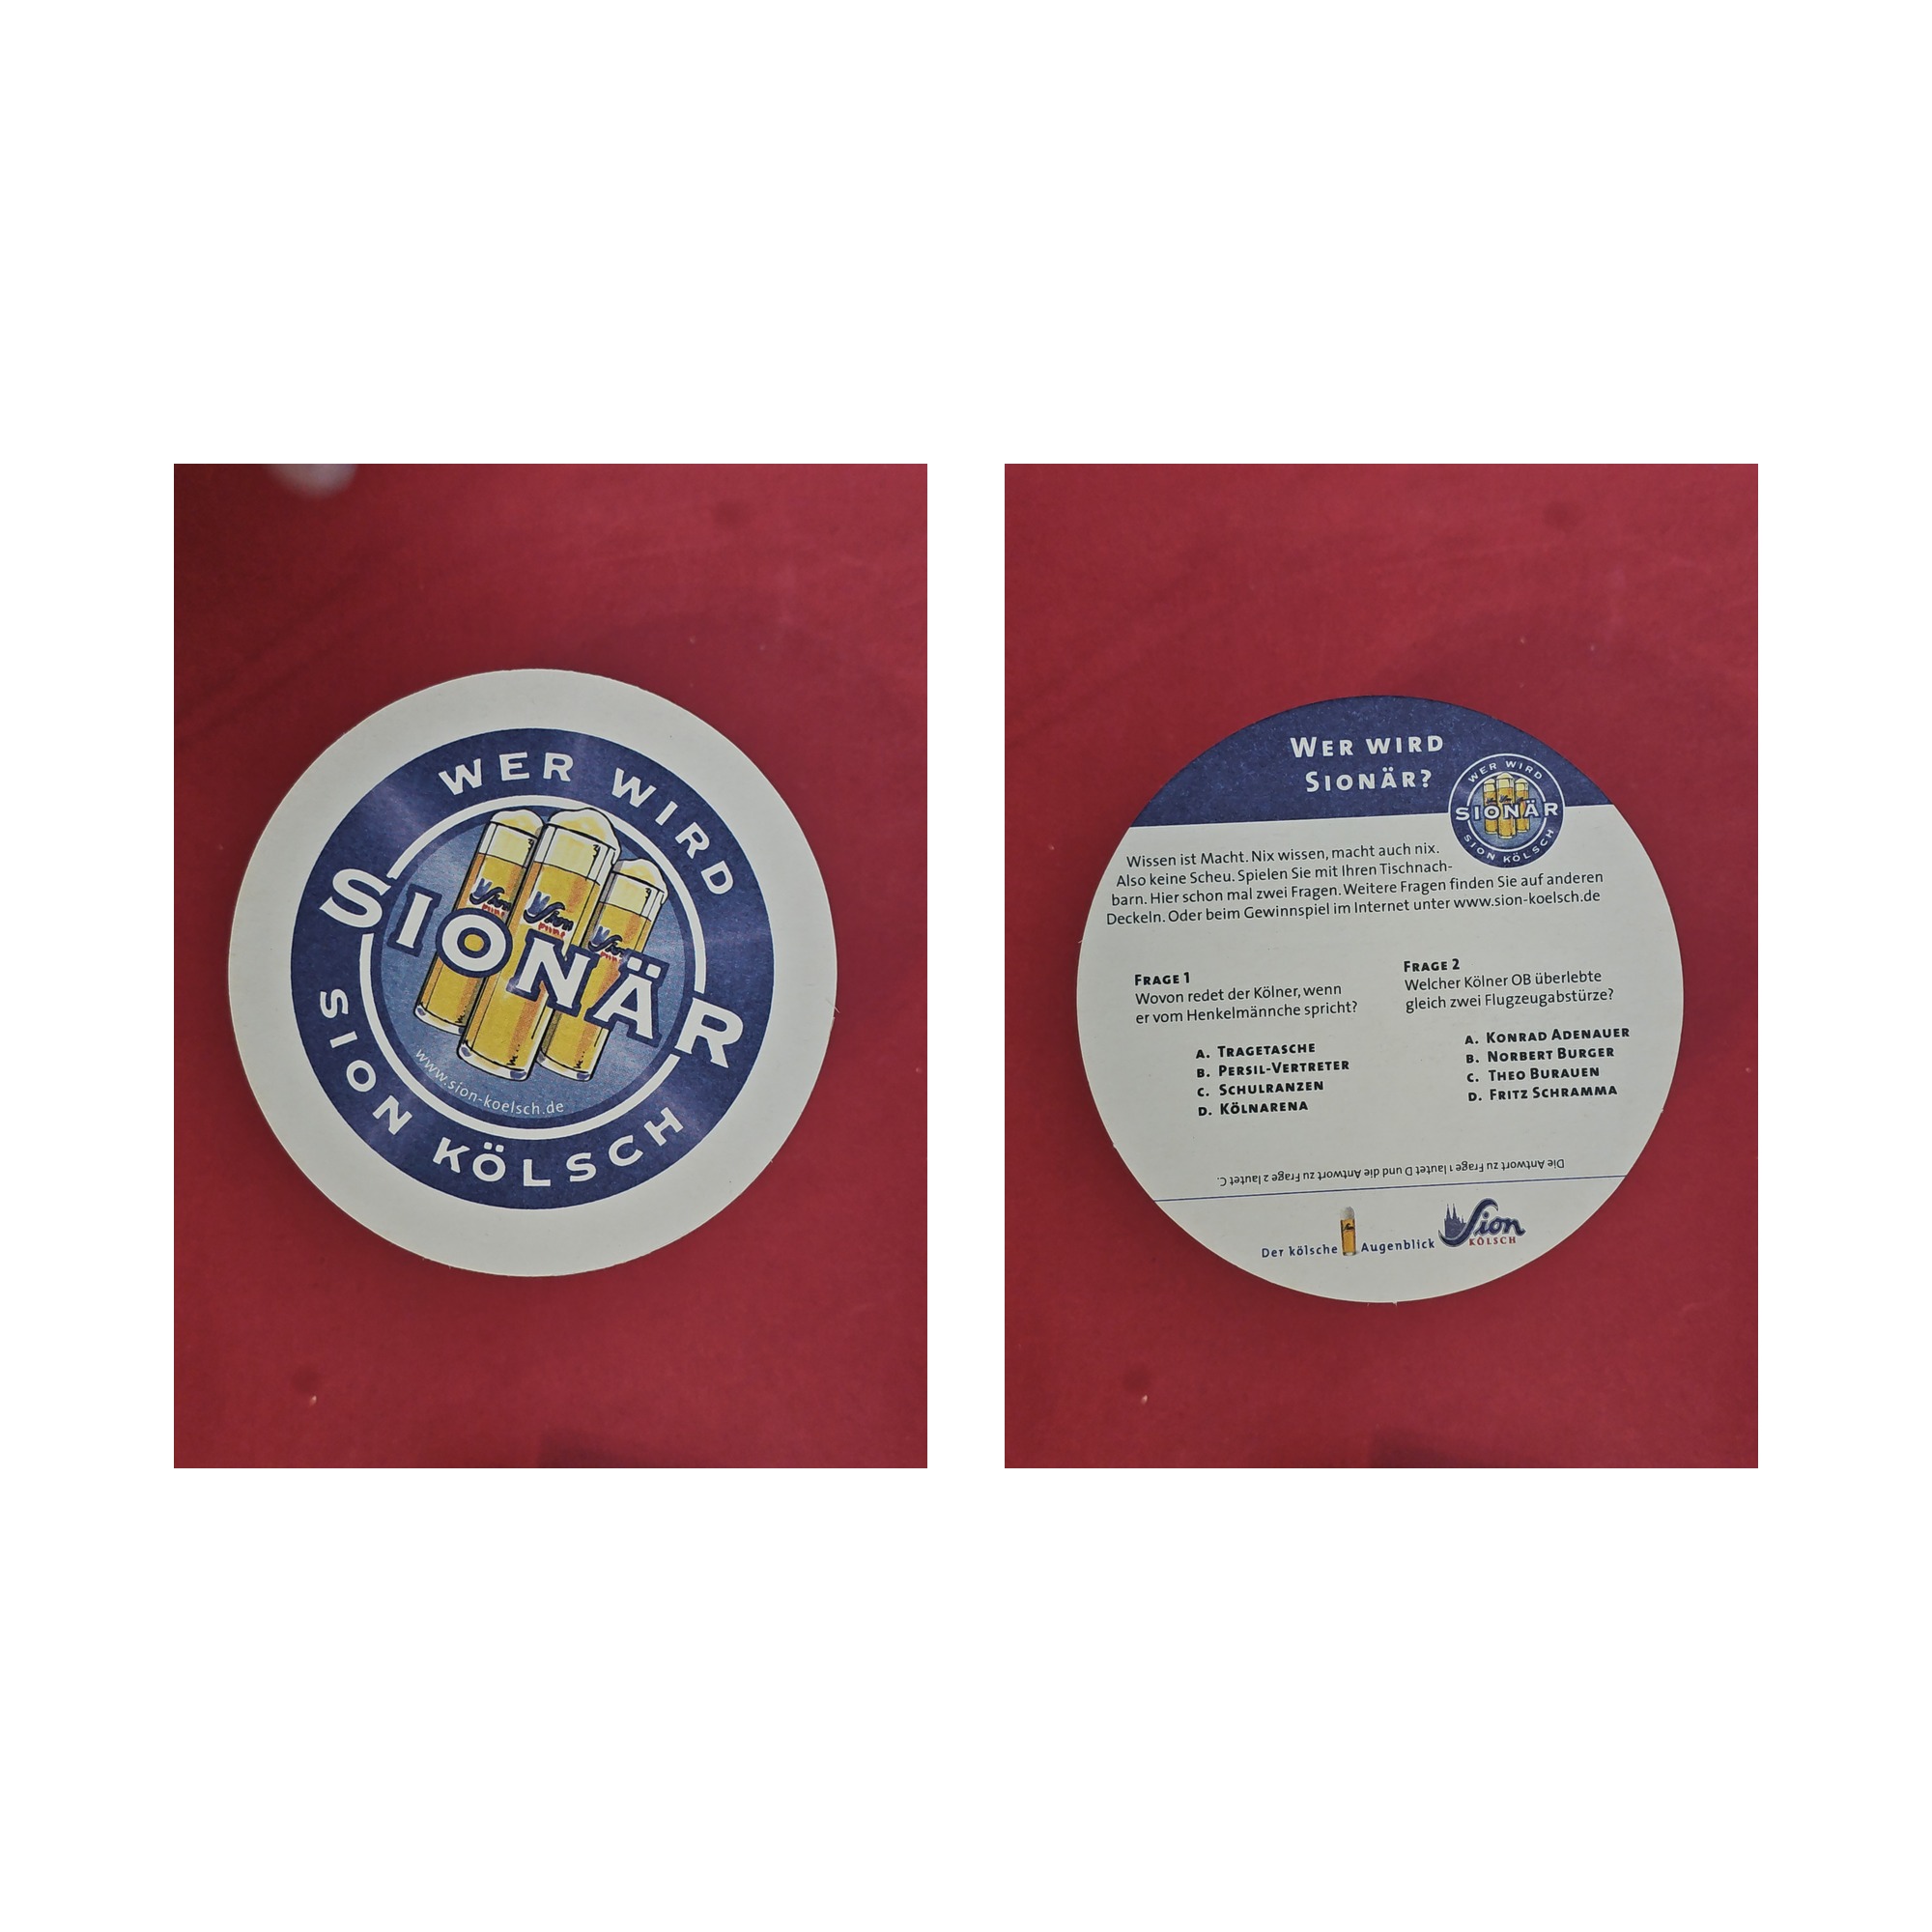 WER WIRD
SIONÄR
SION KÖLSCH
www.sion-koelsch.de
Sion
Sion
WER WIRD
SIONÄR?
WER WIRD
SIONÄR
SION KÖLSCH
Wissen ist Macht. Nix wissen, macht auch nix.
Also keine Scheu. Spielen Sie mit Ihren Tischnach-
barn. Hier schon mal zwei Fragen. Weitere Fragen finden Sie auf anderen
Deckeln. Oder beim Gewinnspiel im Internet unter www.sion-koelsch.de
FRAGE 1
Wovon redet der Kölner, wenn
er vom Henkelmännche spricht?
A. TRAGETASCHE
B. PERSIL-VERTRETER
C. SCHULRANZEN
D. KÖLNARENA
FRAGE 2
Welcher Kölner OB überlebte
gleich zwei Flugzeugabstürze?
A. KONRAD ADENAUER
B. NORBERT BURGER
C. THEO BURAUEN
D. FRITZ SCHRAMMA
Die Antwort zu Frage 1 lautet D und die Antwort zu Frage 2 lautet C.
Der kölsche Augenblick
Sion
KÖLSCH